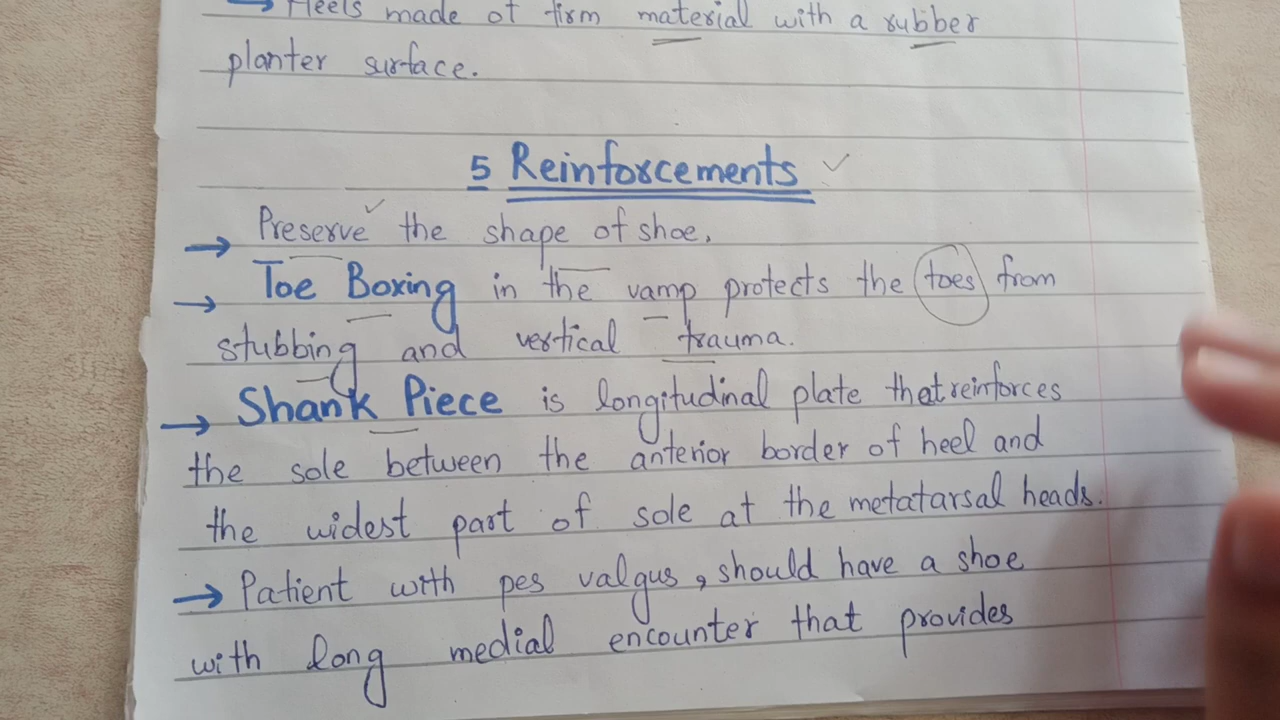 → Heels made of firm material with a rubber
planter surface.
5 Reinforcements ✓
→ Preserve the shape of shoe.
→ Toe Boxing in the vamp protects the toes from
stubbing and vertical trauma.
→ Shank Piece is longitudinal plate that reinforces
the sole between the anterior border of heel and
the widest part of sole at the metatarsal heads.
→ Patient with pes valgus, should have a shoe
with long medial encounter that provides